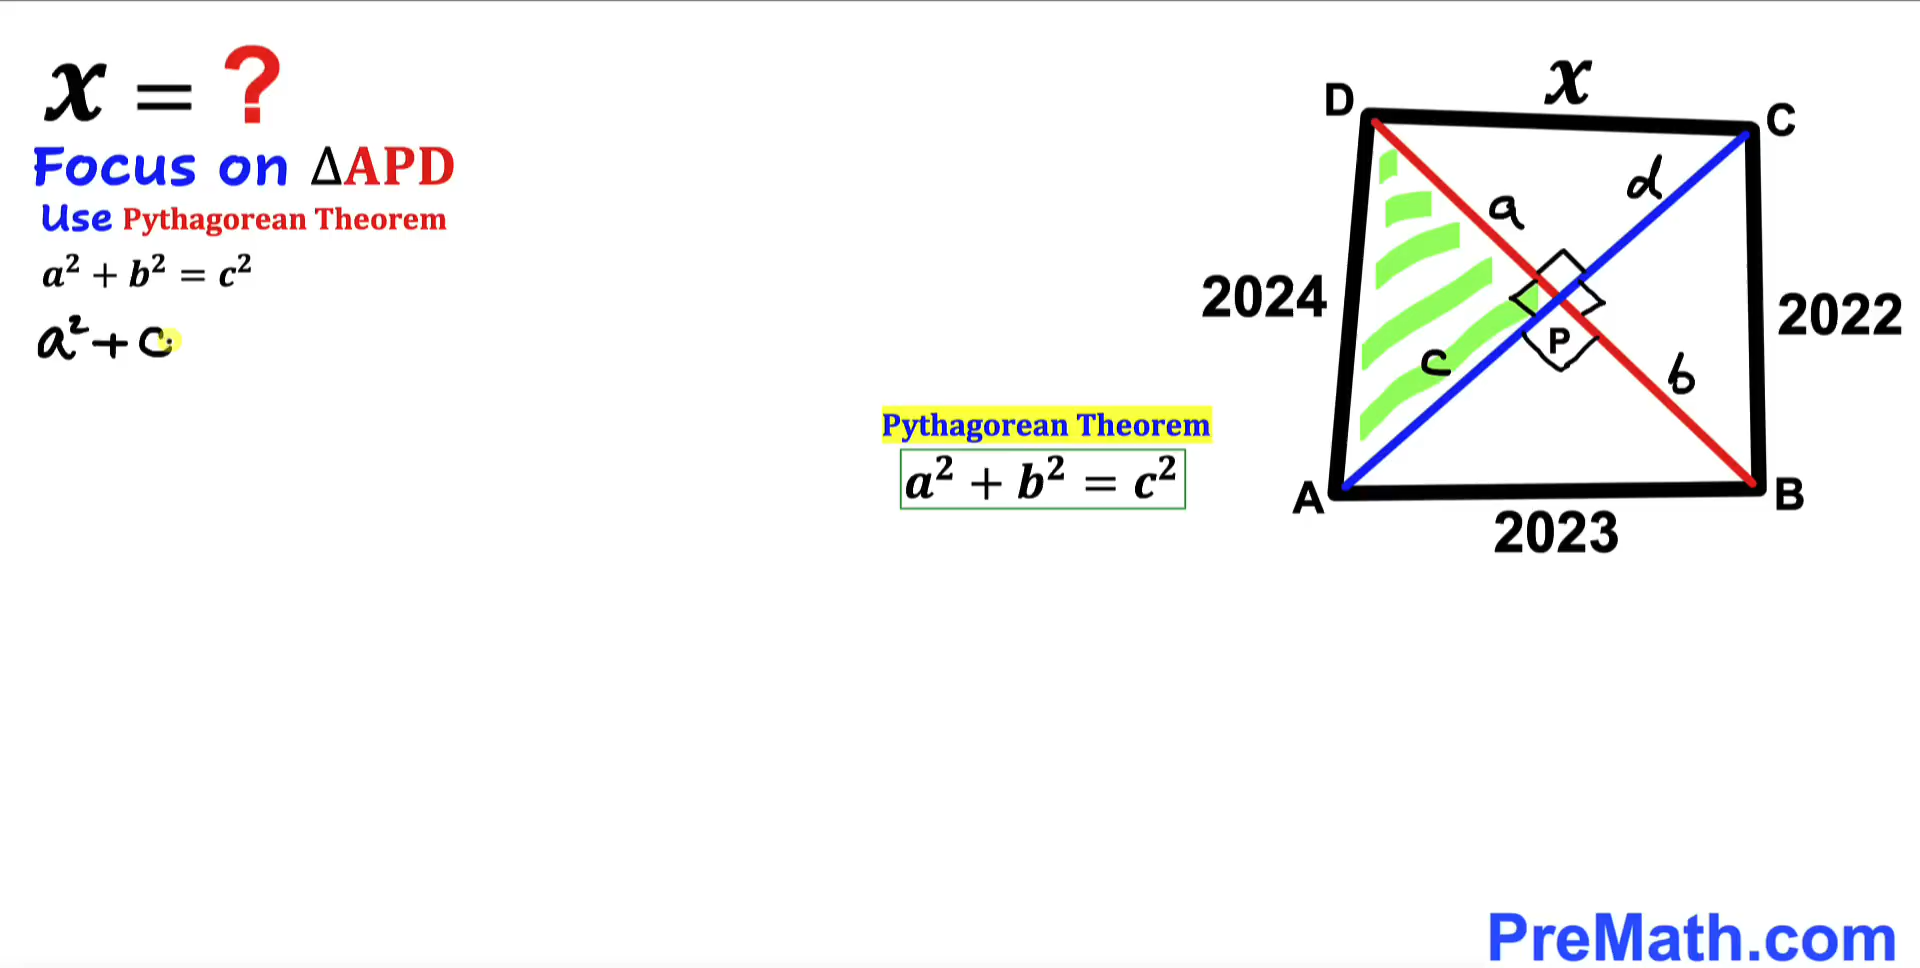 x = ?
Focus on ΔAPD
Use Pythagorean Theorem
a² + b² = c²
a² + c
Pythagorean Theorem
a² + b² = c²
x
D
C
d
a
2024
2022
P
c
b
A
B
2023
PreMath.com